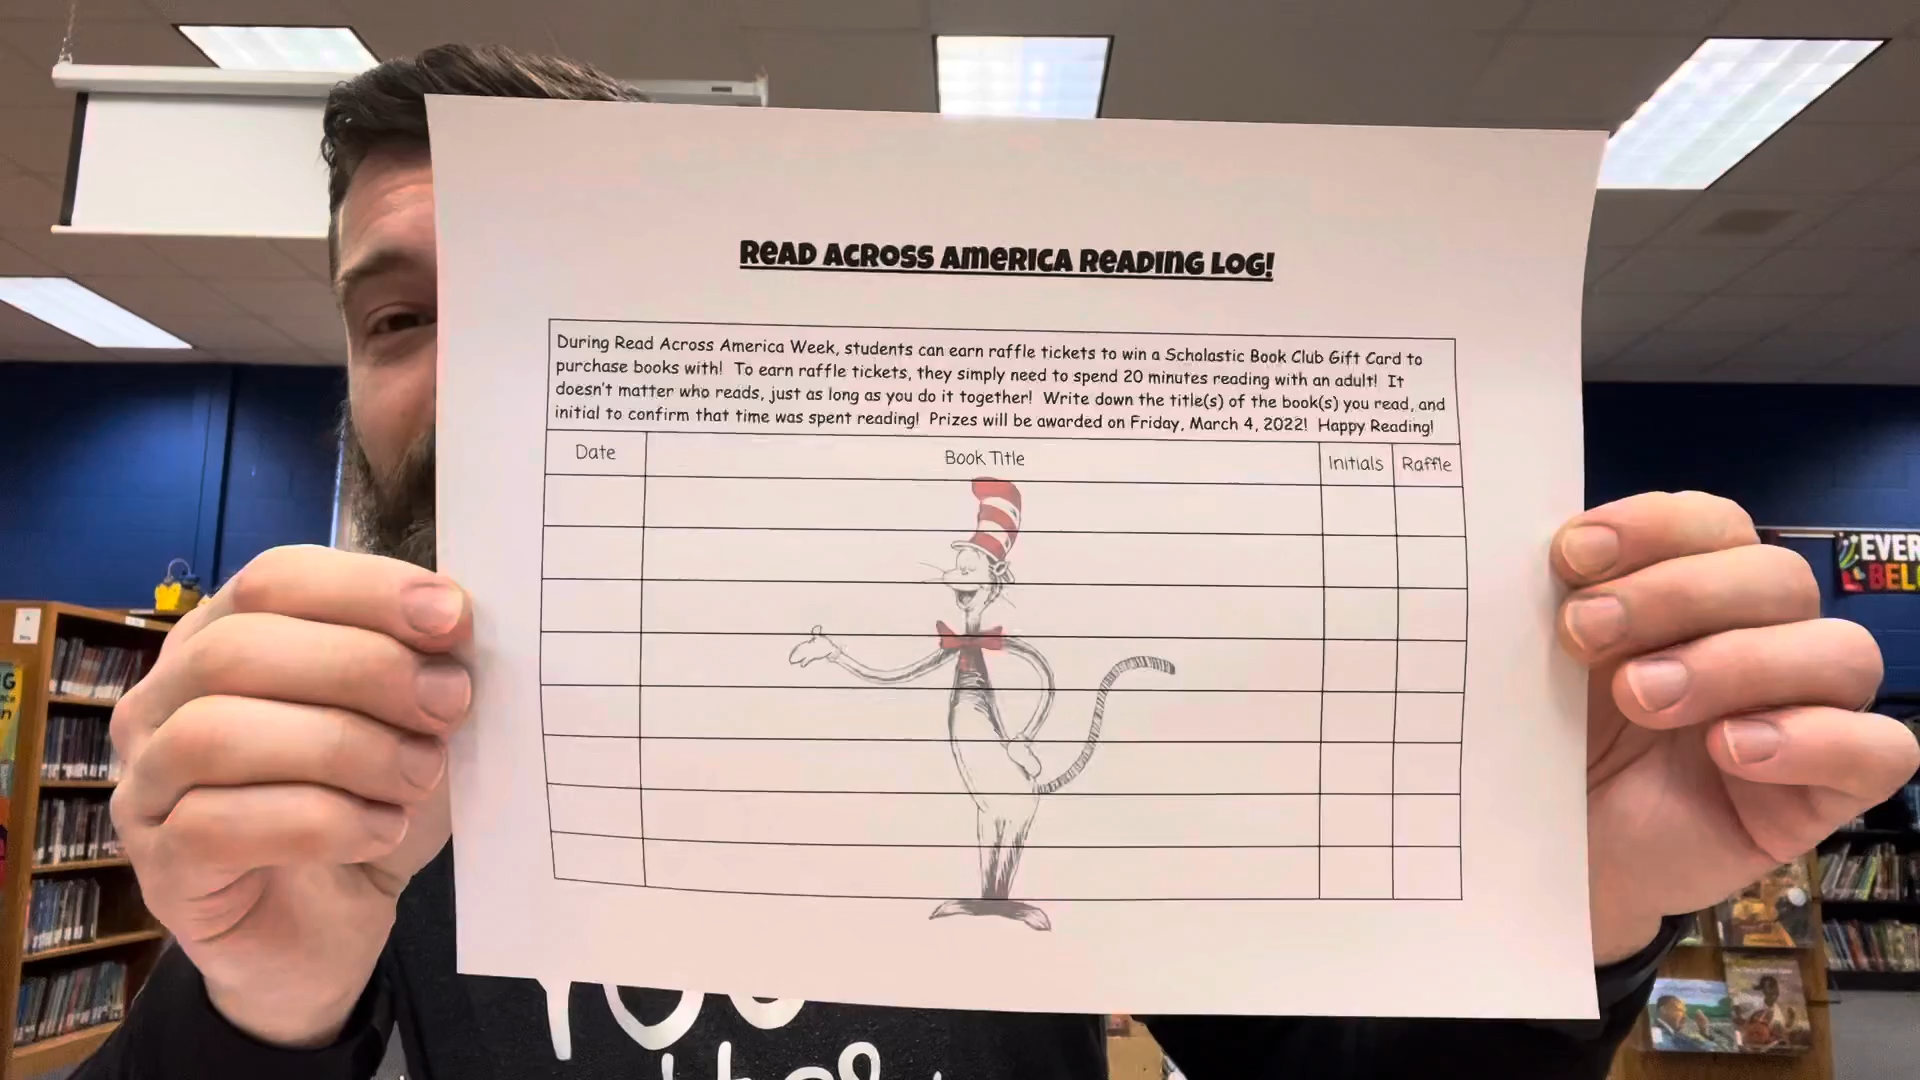 Read Across America Reading Log!
During Read Across America Week, students can earn raffle tickets to win a Scholastic Book Club Gift Card to
purchase books with! To earn raffle tickets, they simply need to spend 20 minutes reading with an adult! It
doesn't matter who reads, just as long as you do it together! Write down the title(s) of the book(s) you read, and
initial to confirm that time was spent reading! Prizes will be awarded on Friday, March 4, 2022! Happy Reading!
Date Book Title Initials Raffle